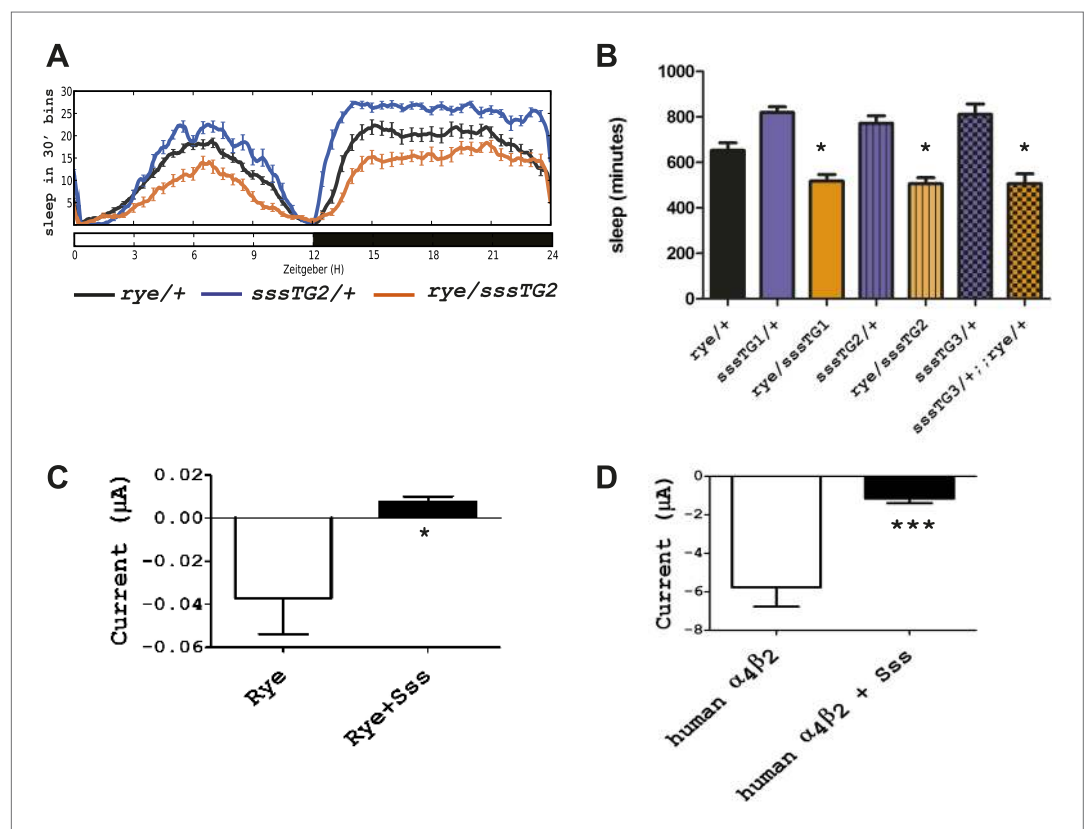 A
sleep in 30' bins
30
25
20
15
10
5
0 3 6 9 12 15 18 21 24
Zeitgeber (H)
rye/+ sssTG2/+ rye/sssTG2
B
sleep (minutes)
1000
800
600
400
200
0
* * *
rye/+
sssTG1/+
rye/sssTG1
sssTG2/+
rye/sssTG2
sssTG3/+
sssTG3/+;;rye/+
C
Current (µA)
0.02
0.00
-0.02
-0.04
-0.06
*
Rye
Rye+Sss
D
Current (µA)
0
-2
-4
-6
-8
***
human α4β2
human α4β2 + Sss